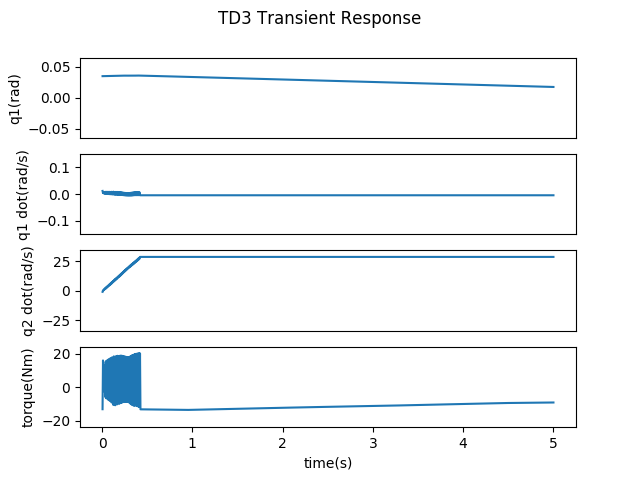 TD3 Transient Response
q1(rad)
0.05
0.00
−0.05
q1 dot(rad/s)
0.1
0.0
−0.1
q2 dot(rad/s)
25
0
−25
torque(Nm)
20
0
−20
0 1 2 3 4 5
time(s)